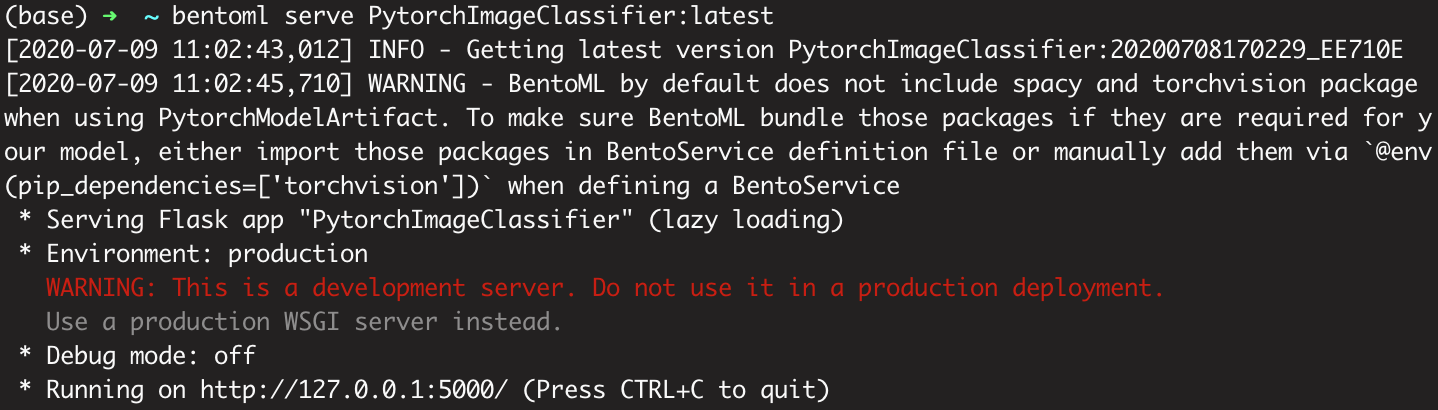 (base) ➜  ~ bentoml serve PytorchImageClassifier:latest
[2020-07-09 11:02:43,012] INFO - Getting latest version PytorchImageClassifier:20200708170229_EE710E
[2020-07-09 11:02:45,710] WARNING - BentoML by default does not include spacy and torchvision package
when using PytorchModelArtifact. To make sure BentoML bundle those packages if they are required for y
our model, either import those packages in BentoService definition file or manually add them via `@env
(pip_dependencies=['torchvision'])` when defining a BentoService
 * Serving Flask app "PytorchImageClassifier" (lazy loading)
 * Environment: production
   WARNING: This is a development server. Do not use it in a production deployment.
   Use a production WSGI server instead.
 * Debug mode: off
 * Running on http://127.0.0.1:5000/ (Press CTRL+C to quit)